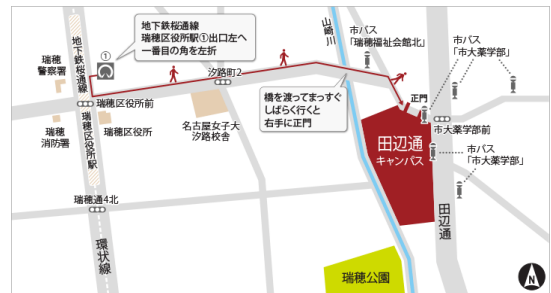 地下鉄桜通線
瑞穂区役所駅①出口左へ
一番目の角を左折
①
瑞穂
警察署
地下鉄桜通線
瑞穂区役所駅
瑞穂区役所前
瑞穂
消防署
瑞穂区役所
汐路町2
名古屋女子大
汐路校舎
瑞穂通4北
環状線
山崎川
橋を渡ってまっすぐ
しばらく行くと
右手に正門
市バス
「瑞穂福祉会館北」
市バス
「市大薬学部」
正門
市大薬学部前
田辺通
キャンパス
市バス
「市大薬学部」
田辺通
瑞穂公園
N